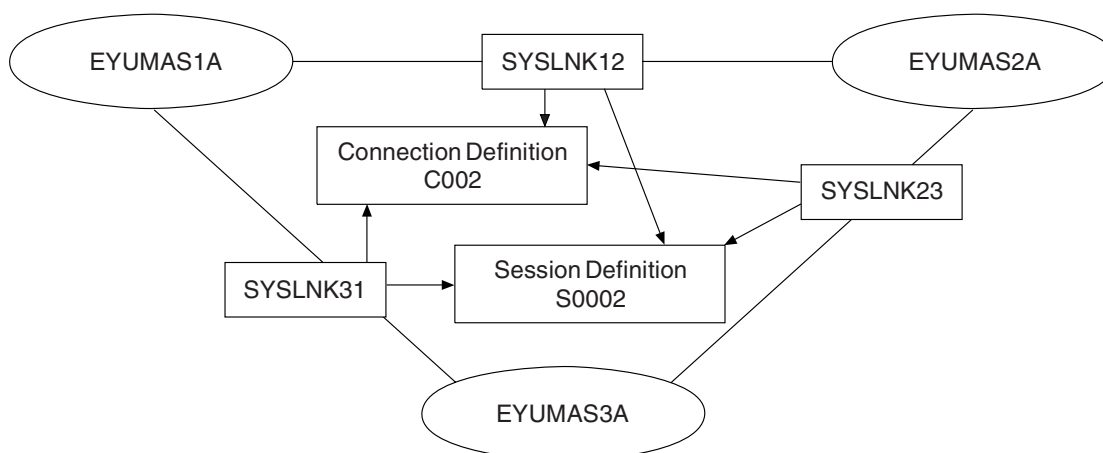 EYUMAS1A
SYSLNK12
EYUMAS2A
Connection Definition
C002
SYSLNK23
Session Definition
S0002
SYSLNK31
EYUMAS3A